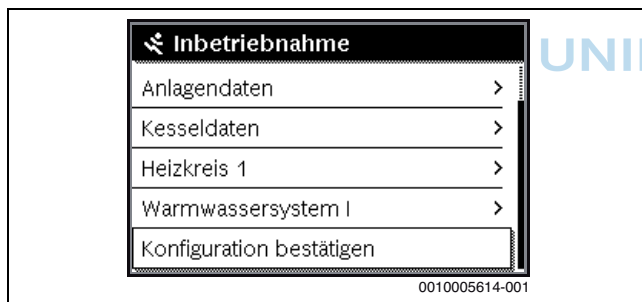 Inbetriebnahme
Anlagendaten >
Kesseldaten >
Heizkreis 1 >
Warmwassersystem I >
Konfiguration bestätigen
0010005614-001